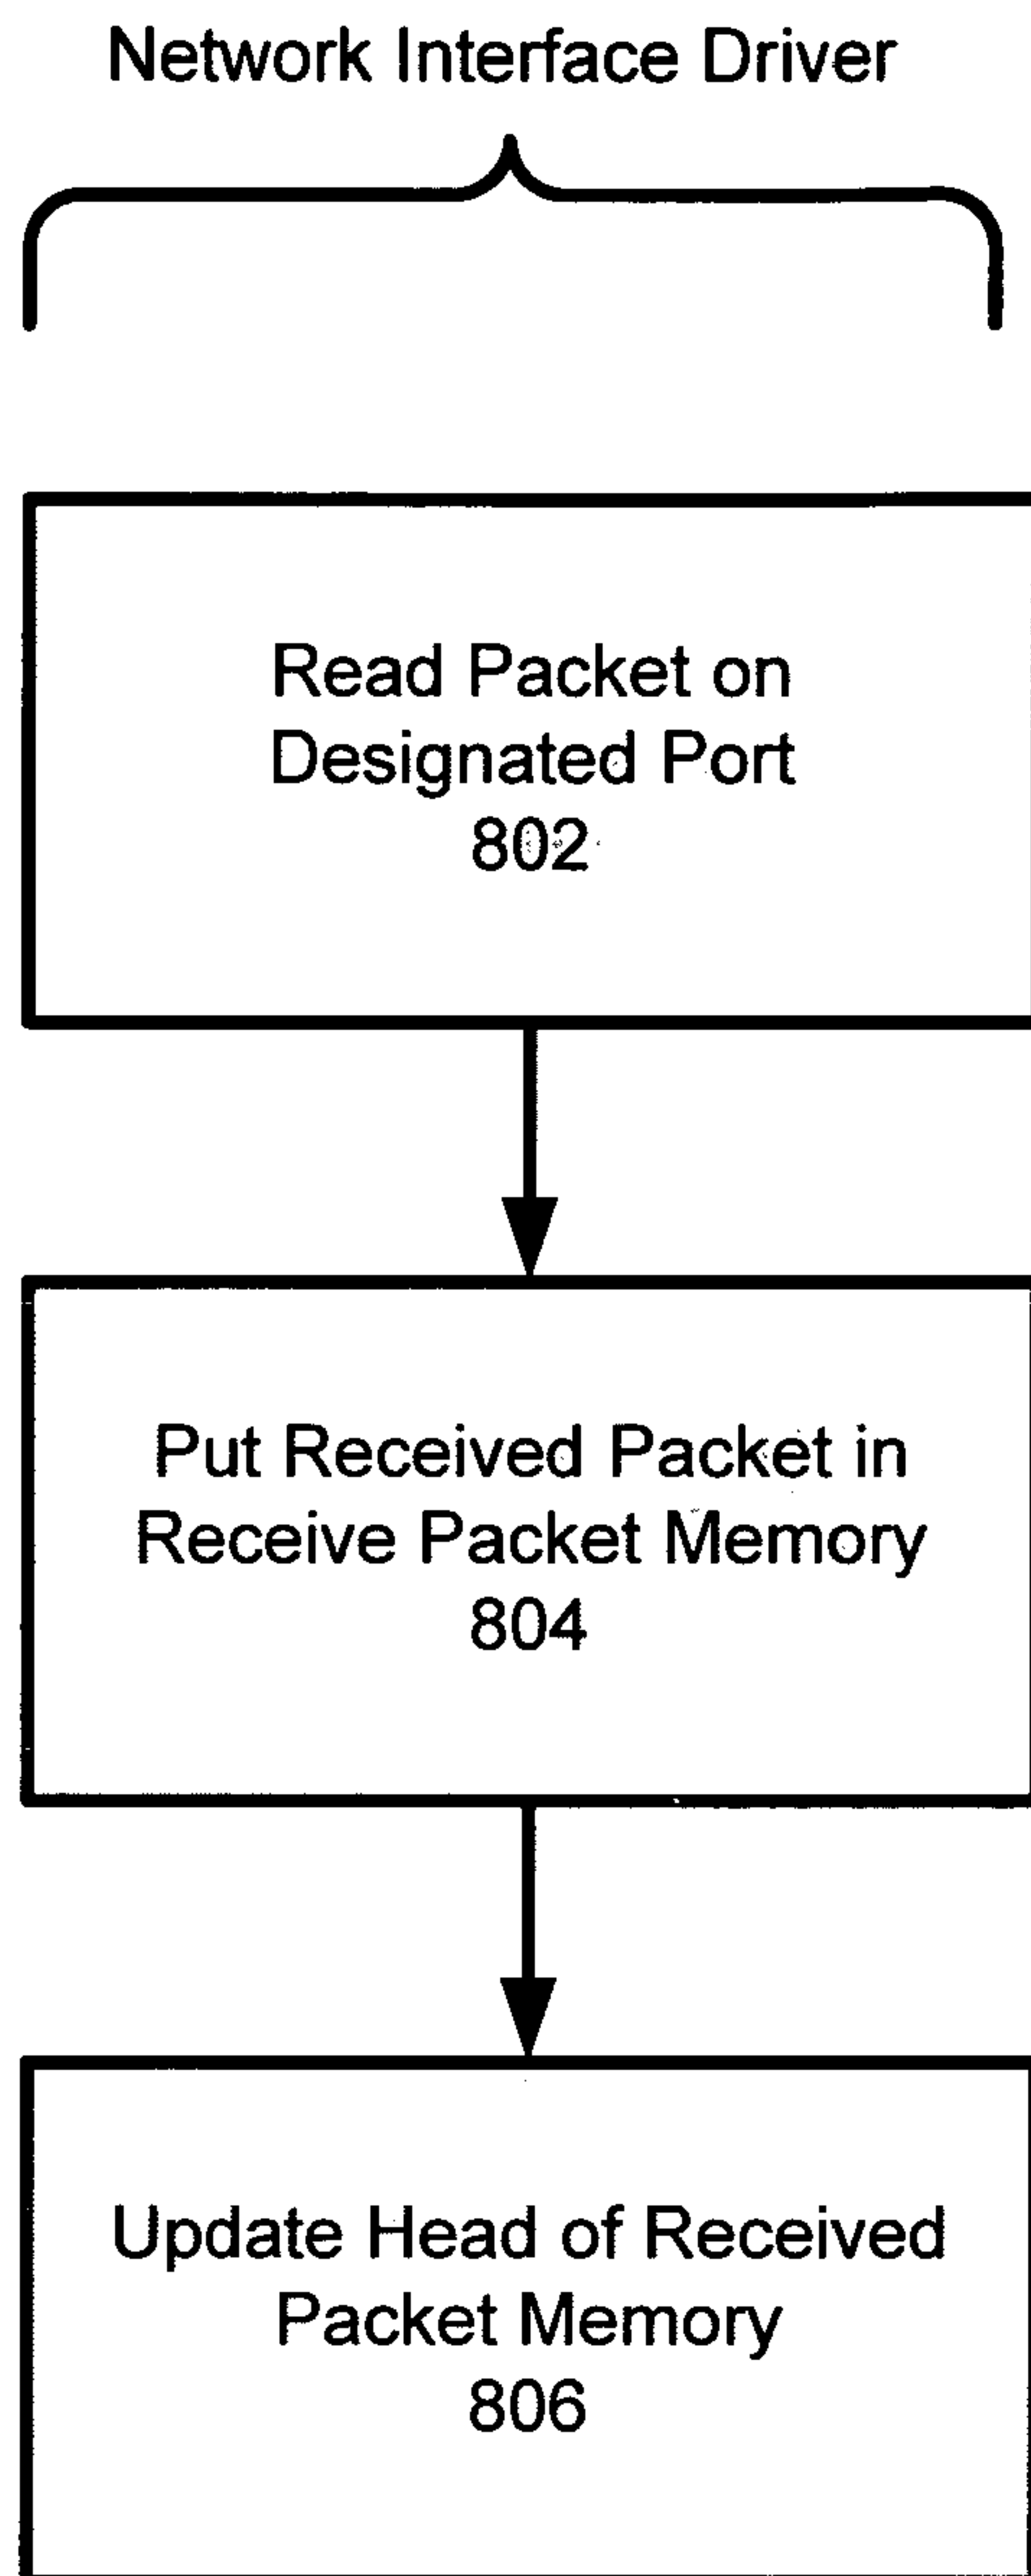 Network Interface Driver
Read Packet on
Designated Port
802
Put Received Packet in
Receive Packet Memory
804
Update Head of Received
Packet Memory
806